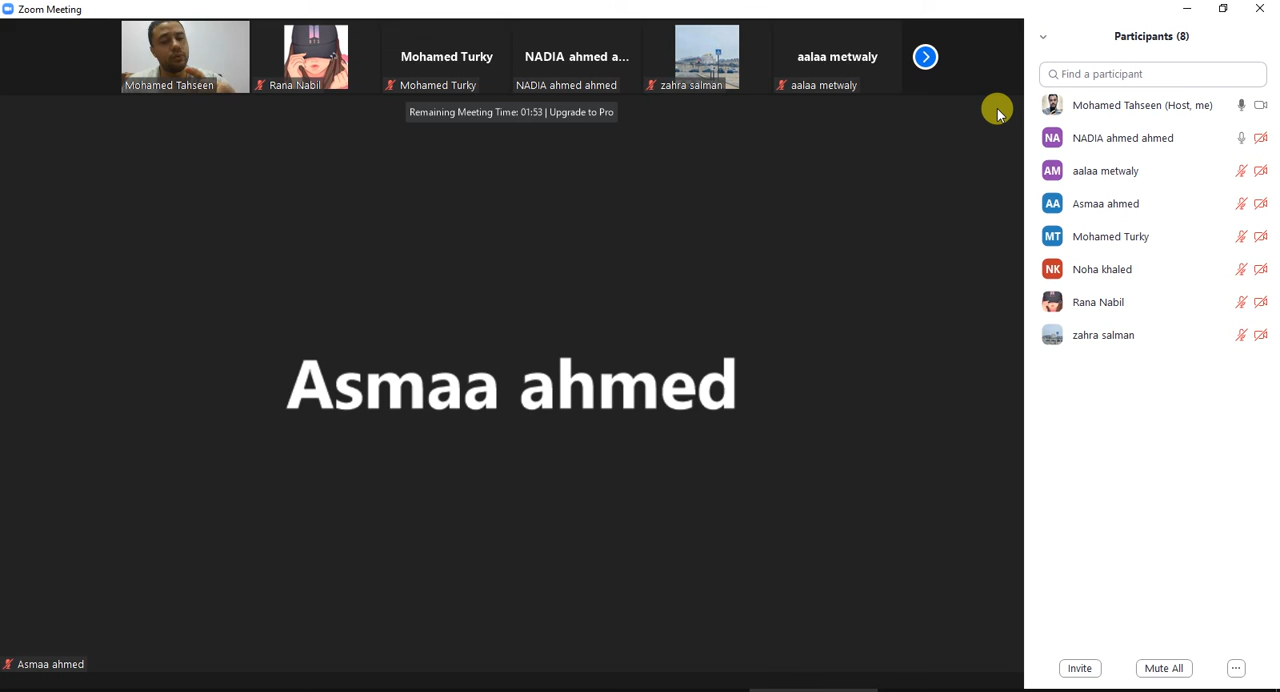 Zoom Meeting
Mohamed Tahseen
Rana Nabil
Mohamed Turky
Mohamed Turky
NADIA ahmed a...
NADIA ahmed ahmed
zahra salman
aalaa metwaly
aalaa metwaly
Remaining Meeting Time: 01:53 | Upgrade to Pro
Asmaa ahmed
Asmaa ahmed
Participants (8)
Find a participant
Mohamed Tahseen (Host, me)
NA NADIA ahmed ahmed
AM aalaa metwaly
AA Asmaa ahmed
MT Mohamed Turky
NK Noha khaled
Rana Nabil
zahra salman
Invite Mute All ...